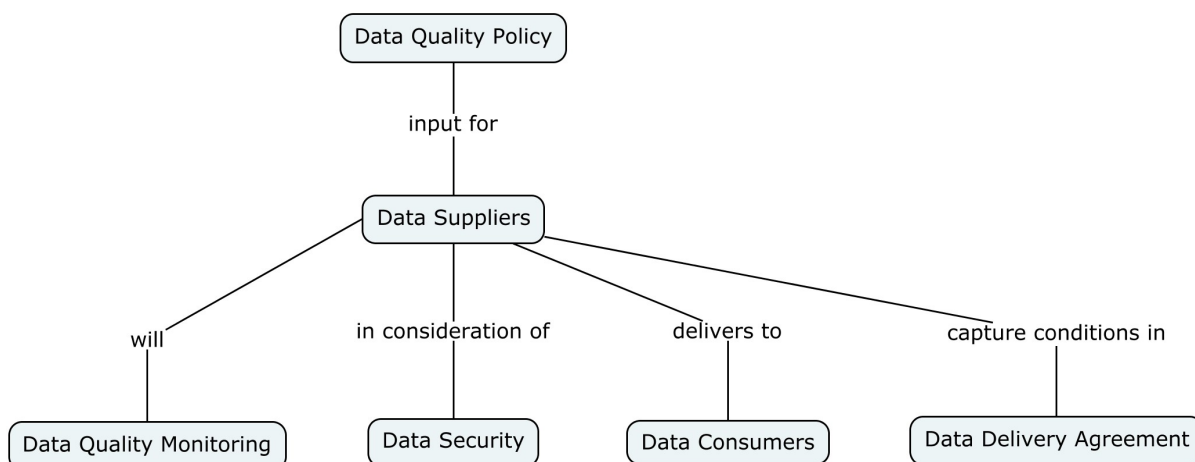 Data Quality Policy
input for
Data Suppliers
will
in consideration of
delivers to
capture conditions in
Data Quality Monitoring
Data Security
Data Consumers
Data Delivery Agreement